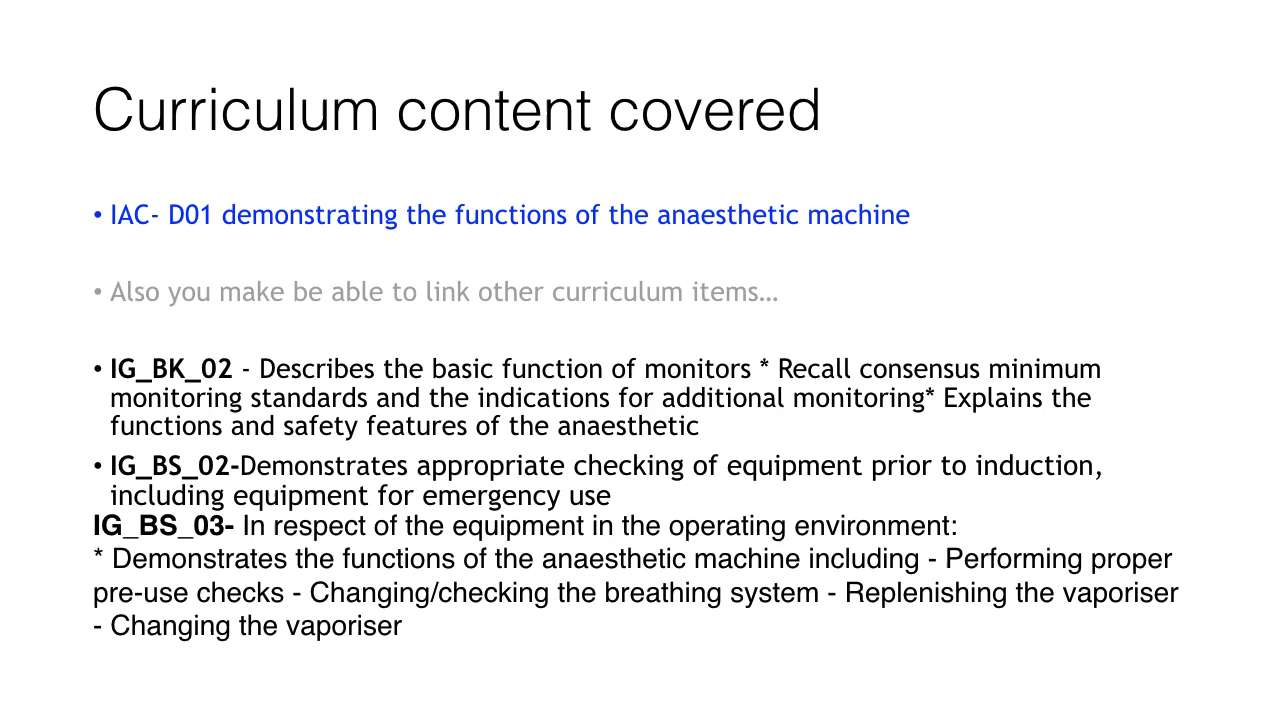 Curriculum content covered
• IAC- D01 demonstrating the functions of the anaesthetic machine
• Also you make be able to link other curriculum items…
• IG_BK_02 - Describes the basic function of monitors * Recall consensus minimum
monitoring standards and the indications for additional monitoring* Explains the
functions and safety features of the anaesthetic
• IG_BS_02-Demonstrates appropriate checking of equipment prior to induction,
including equipment for emergency use
IG_BS_03- In respect of the equipment in the operating environment:
* Demonstrates the functions of the anaesthetic machine including - Performing proper
pre-use checks - Changing/checking the breathing system - Replenishing the vaporiser
- Changing the vaporiser